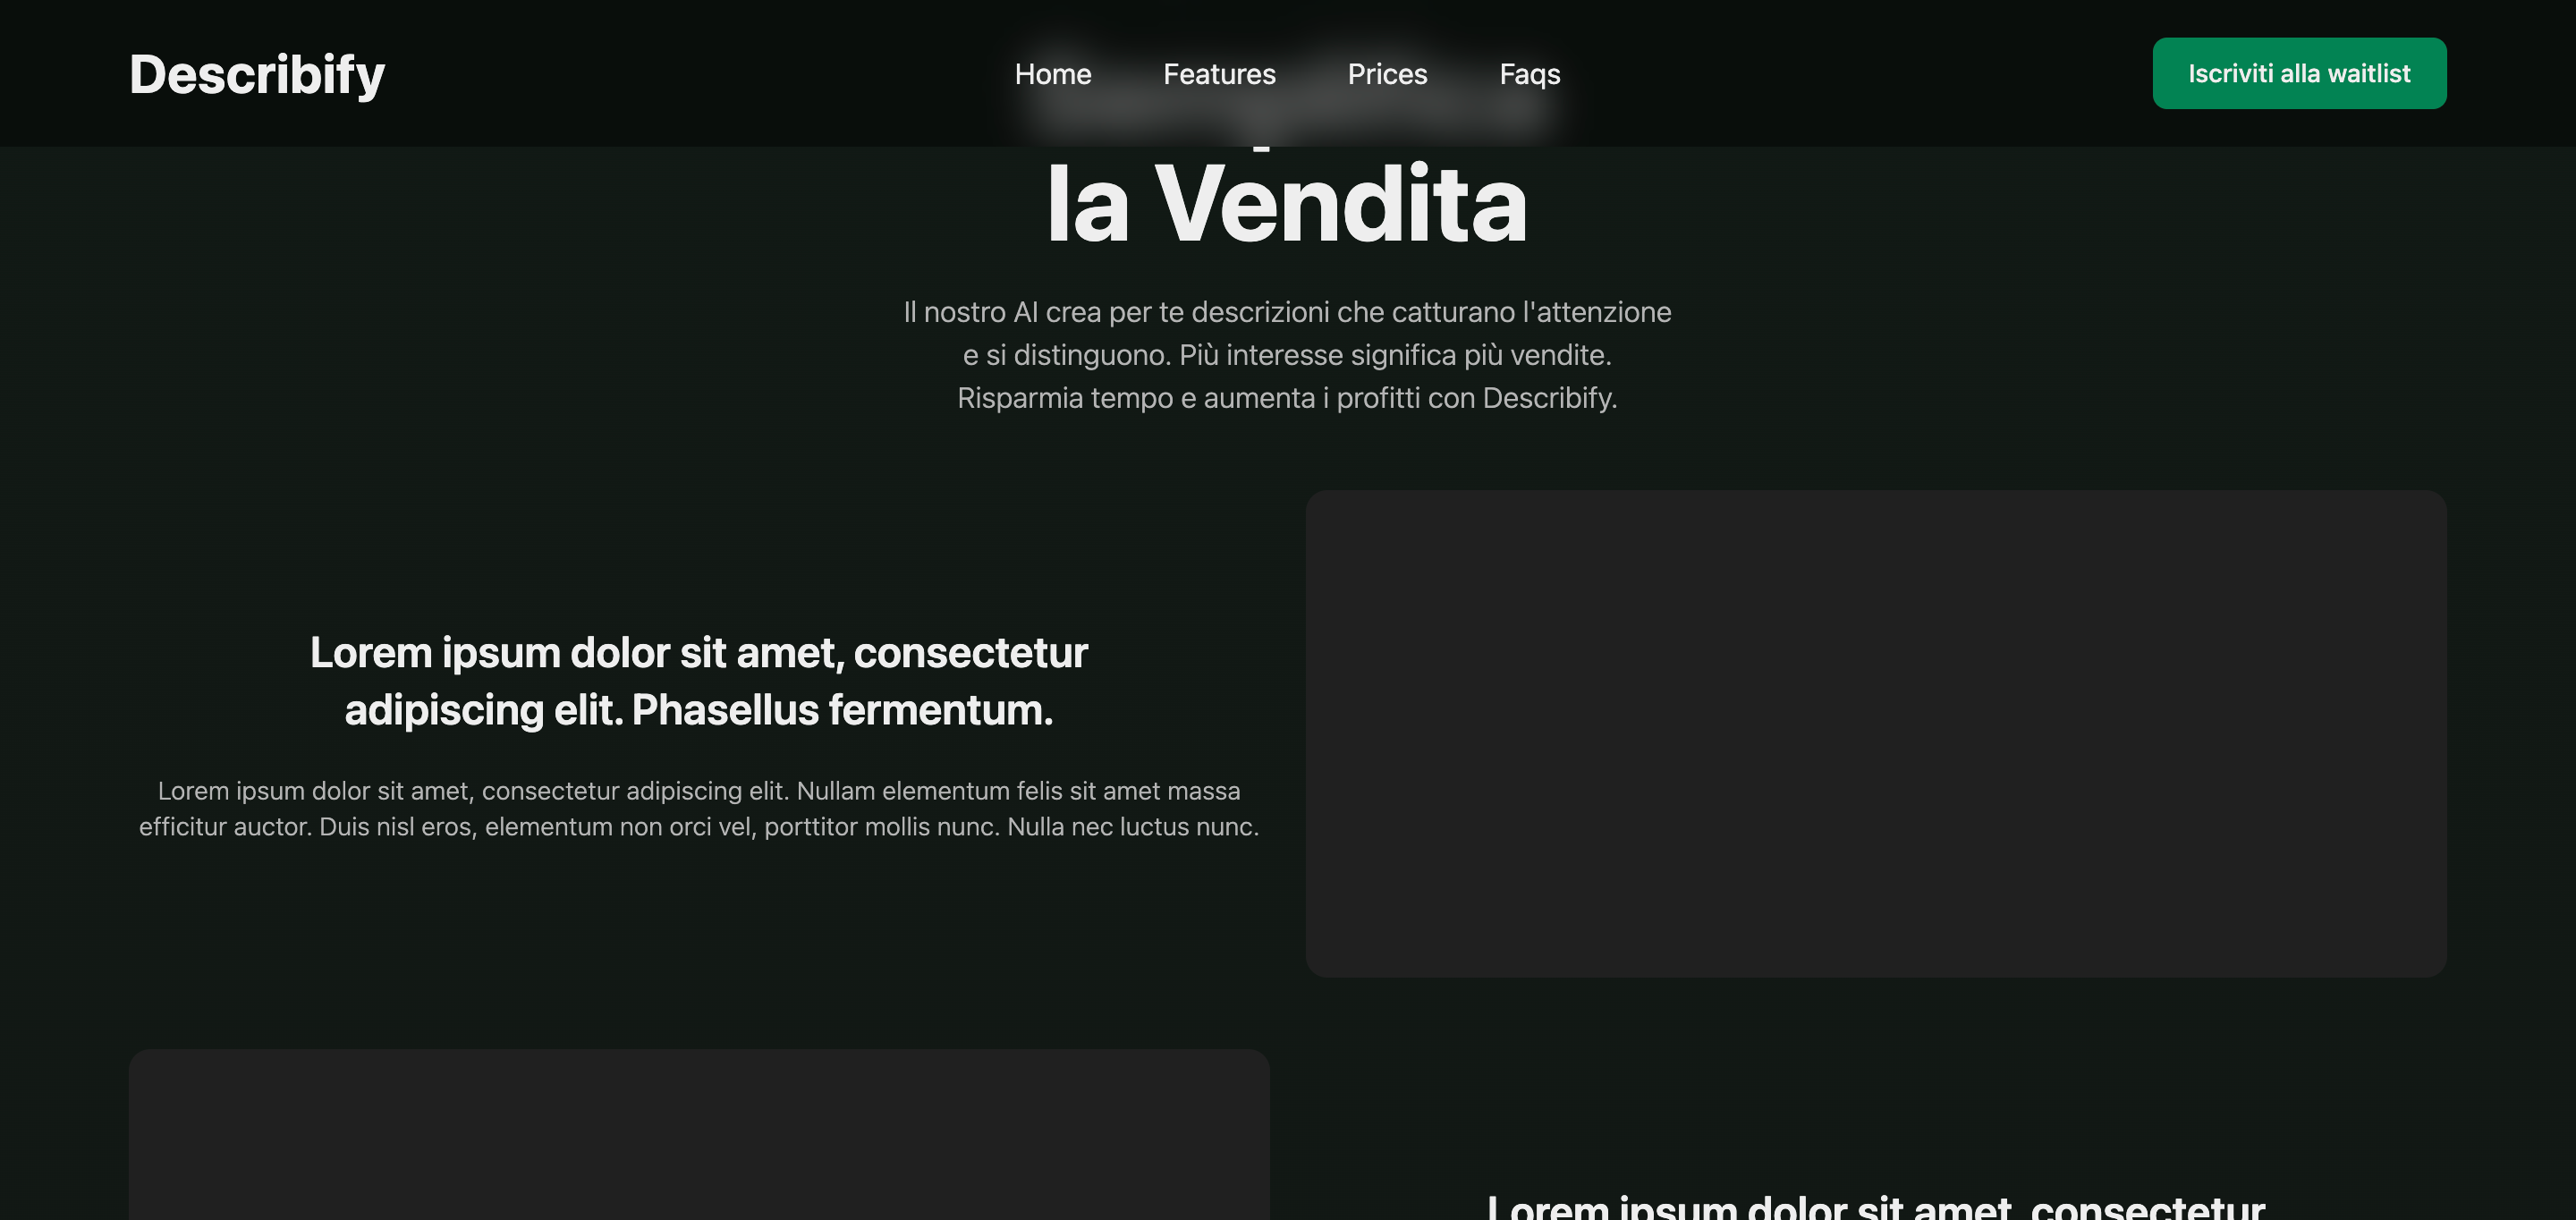 Describify
Home Features Prices Faqs
Iscriviti alla waitlist
la Vendita
Il nostro AI crea per te descrizioni che catturano l'attenzione
e si distinguono. Più interesse significa più vendite.
Risparmia tempo e aumenta i profitti con Describify.
Lorem ipsum dolor sit amet, consectetur
adipiscing elit. Phasellus fermentum.
Lorem ipsum dolor sit amet, consectetur adipiscing elit. Nullam elementum felis sit amet massa
efficitur auctor. Duis nisl eros, elementum non orci vel, porttitor mollis nunc. Nulla nec luctus nunc.
Lorem ipsum dolor sit amet, consectetur